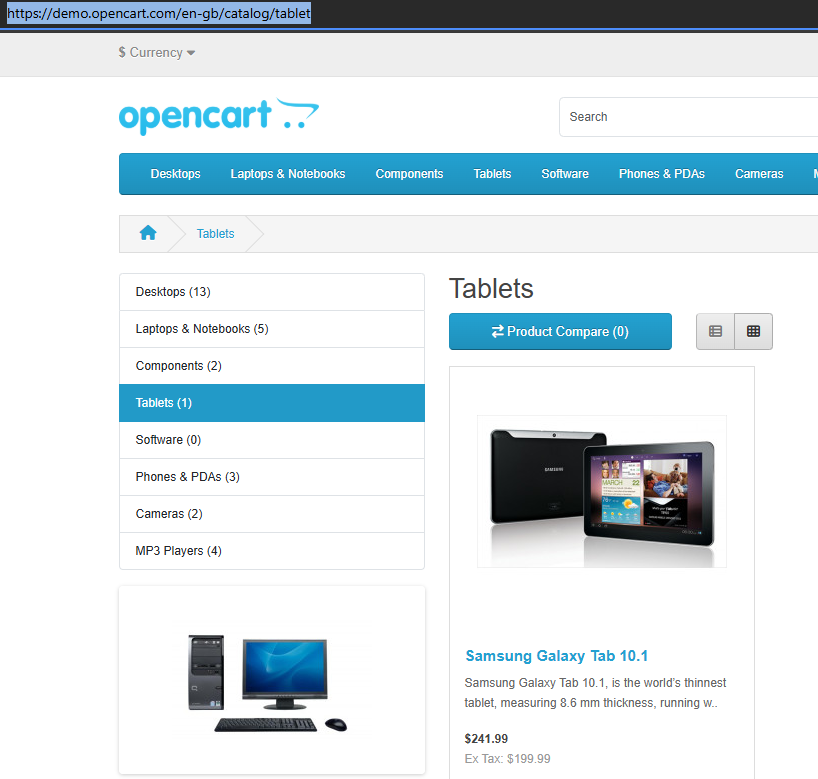 https://demo.opencart.com/en-gb/catalog/tablet
$ Currency
opencart
Search
Desktops Laptops & Notebooks Components Tablets Software Phones & PDAs Cameras M
Tablets
Desktops (13)
Laptops & Notebooks (5)
Components (2)
Tablets (1)
Software (0)
Phones & PDAs (3)
Cameras (2)
MP3 Players (4)
Tablets
Product Compare (0)
SAMSUNG
MARCH 22
Samsung Galaxy Tab 10.1
Samsung Galaxy Tab 10.1, is the world's thinnest
tablet, measuring 8.6 mm thickness, running w..
$241.99
Ex Tax: $199.99